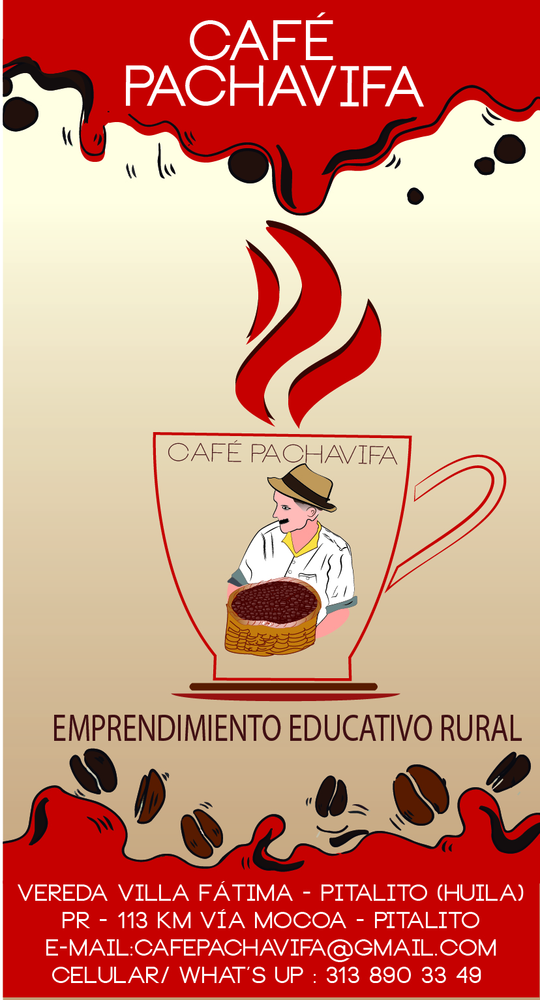 CAFÉ
PACHAVIFA
CAFÉ PACHAVIFA
EMPRENDIMIENTO EDUCATIVO RURAL
VEREDA VILLA FÁTIMA - PITALITO (HUILA)
PR - 113 KM VÍA MOCOA - PITALITO
E-MAIL:CAFEPACHAVIFA@GMAIL.COM
CELULAR/ WHAT'S UP : 313 890 33 49